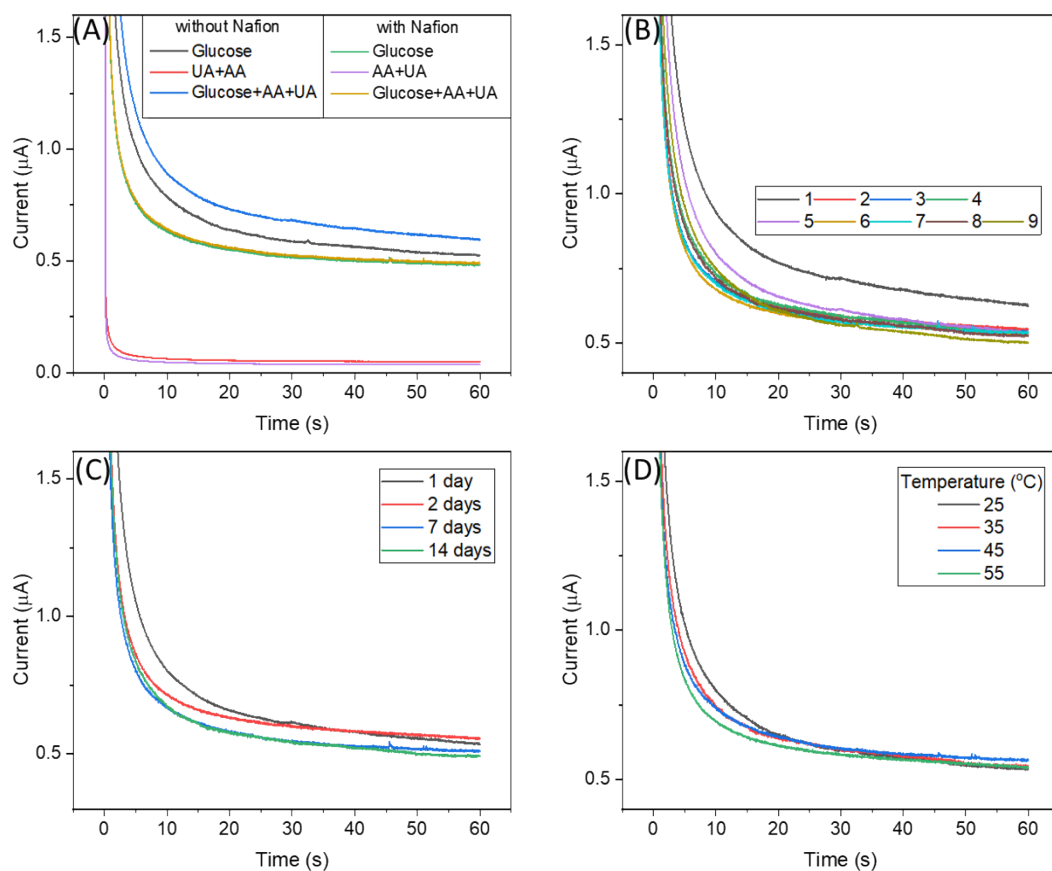 (A)
without Nafion
Glucose
UA+AA
Glucose+AA+UA
with Nafion
Glucose
AA+UA
Glucose+AA+UA
1.5
1.0
0.5
0.0
Current (μA)
0 10 20 30 40 50 60
Time (s)
(B)
1 2 3 4
5 6 7 8 9
1.5
1.0
0.5
Current (μA)
0 10 20 30 40 50 60
Time (s)
(C)
1 day
2 days
7 days
14 days
1.5
1.0
0.5
Current (μA)
0 10 20 30 40 50 60
Time (s)
(D)
Temperature (°C)
25
35
45
55
1.5
1.0
0.5
Current (μA)
0 10 20 30 40 50 60
Time (s)